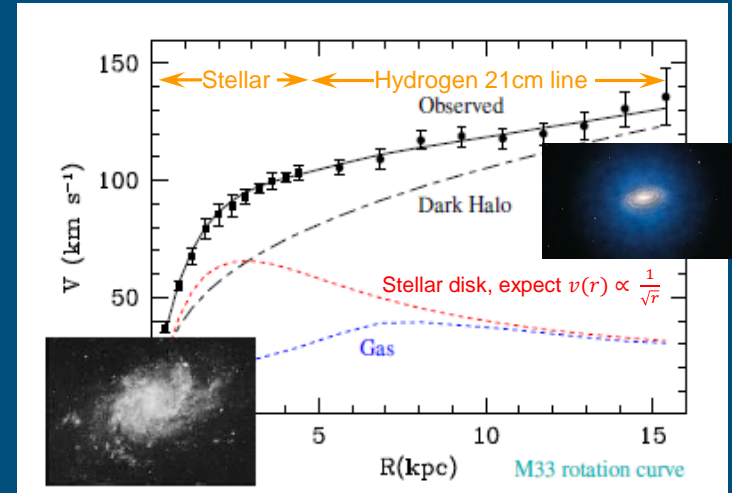 150
Stellar
Hydrogen 21cm line
Observed
100
Dark Halo
V (km s⁻¹)
Stellar disk, expect v(r) ∝ 1/√r
50
Gas
5
10
15
R(kpc)
M33 rotation curve